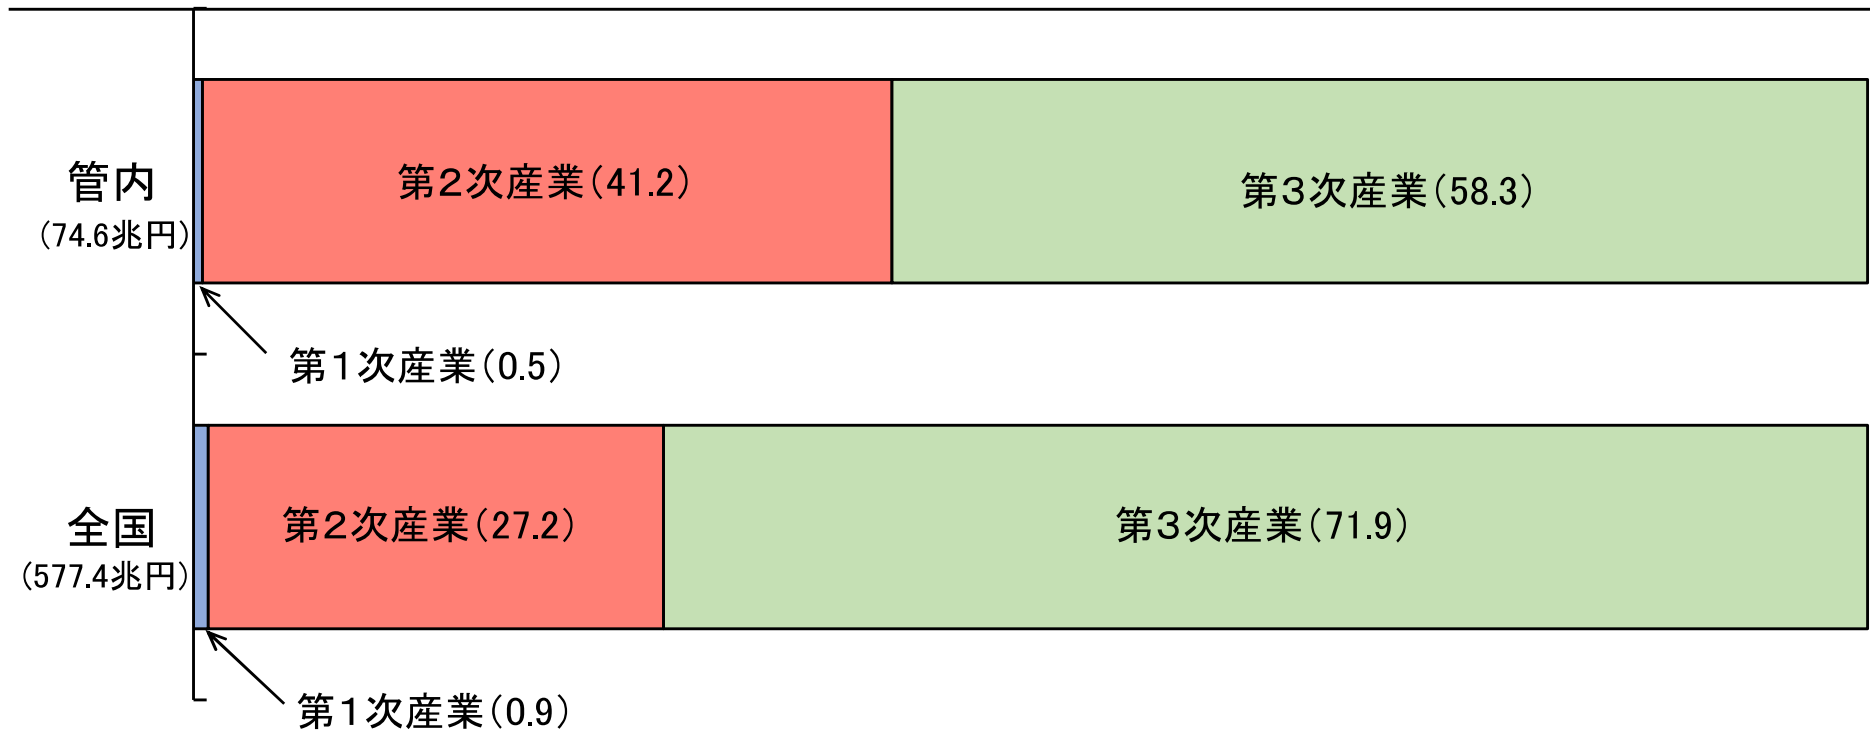 管内
(74.6兆円)
第２次産業(41.2)
第３次産業(58.3)
第１次産業(0.5)
全国
(577.4兆円)
第２次産業(27.2)
第３次産業(71.9)
第１次産業(0.9)